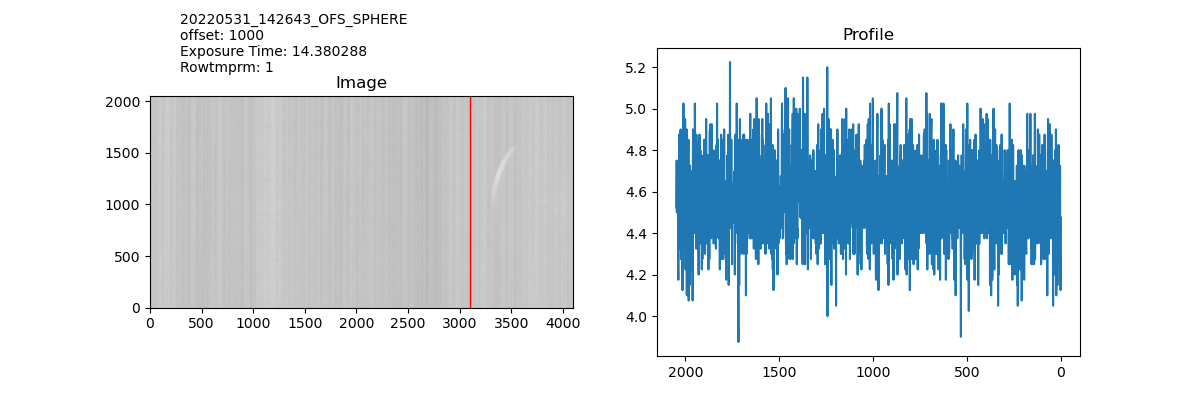 20220531_142643_OFS_SPHERE
offset: 1000
Exposure Time: 14.380288
Rowtmprm: 1
Image
2000
1500
1000
500
0
0 500 1000 1500 2000 2500 3000 3500 4000
Profile
5.2
5.0
4.8
4.6
4.4
4.2
4.0
2000 1500 1000 500 0